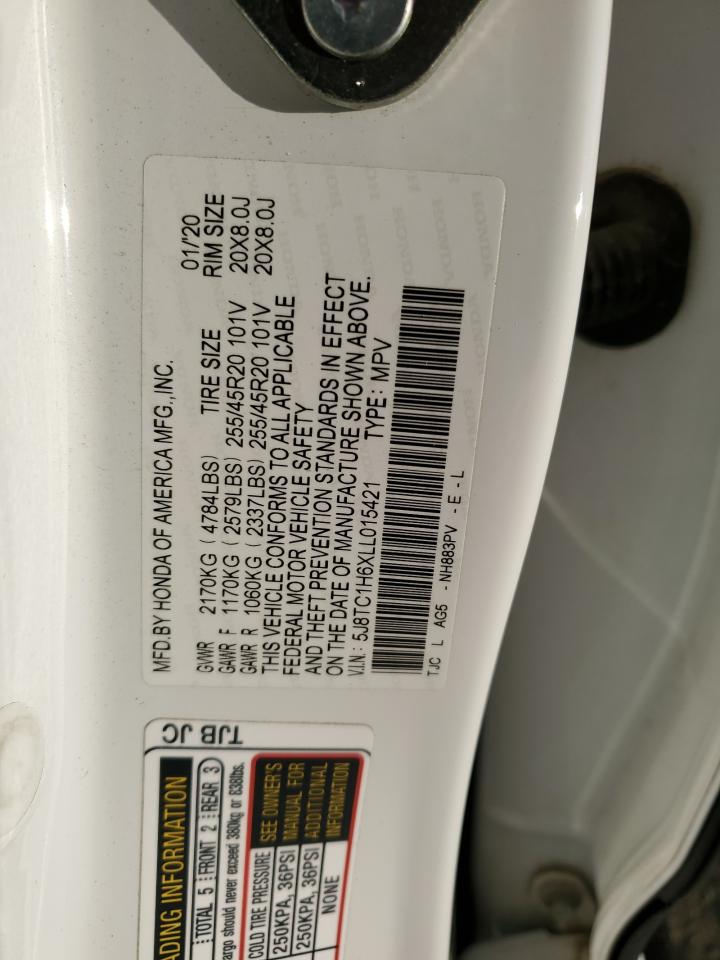 MFD.BY HONDA OF AMERICA MFG.,INC.
01/'20
TIRE SIZE RIM SIZE
GVWR 2170KG ( 4784LBS)
GAWR F 1170KG ( 2579LBS) 255/45R20 101V 20X8.0J
GAWR R 1060KG ( 2337LBS) 255/45R20 101V 20X8.0J
THIS VEHICLE CONFORMS TO ALL APPLICABLE
FEDERAL MOTOR VEHICLE SAFETY
AND THEFT PREVENTION STANDARDS IN EFFECT
ON THE DATE OF MANUFACTURE SHOWN ABOVE.
V.I.N.: 5J8TC1H6XLL015421 TYPE: MPV
TJC L AG5 - NH883PV - E - L
TJB JC
ADING INFORMATION
TOTAL 5 FRONT 2 REAR 3
argo should never exceed 380kg or 838lbs.
COLD TIRE PRESSURE
250KPA, 36PSI
250KPA, 36PSI
NONE
SEE OWNER'S
MANUAL FOR
ADDITIONAL
INFORMATION